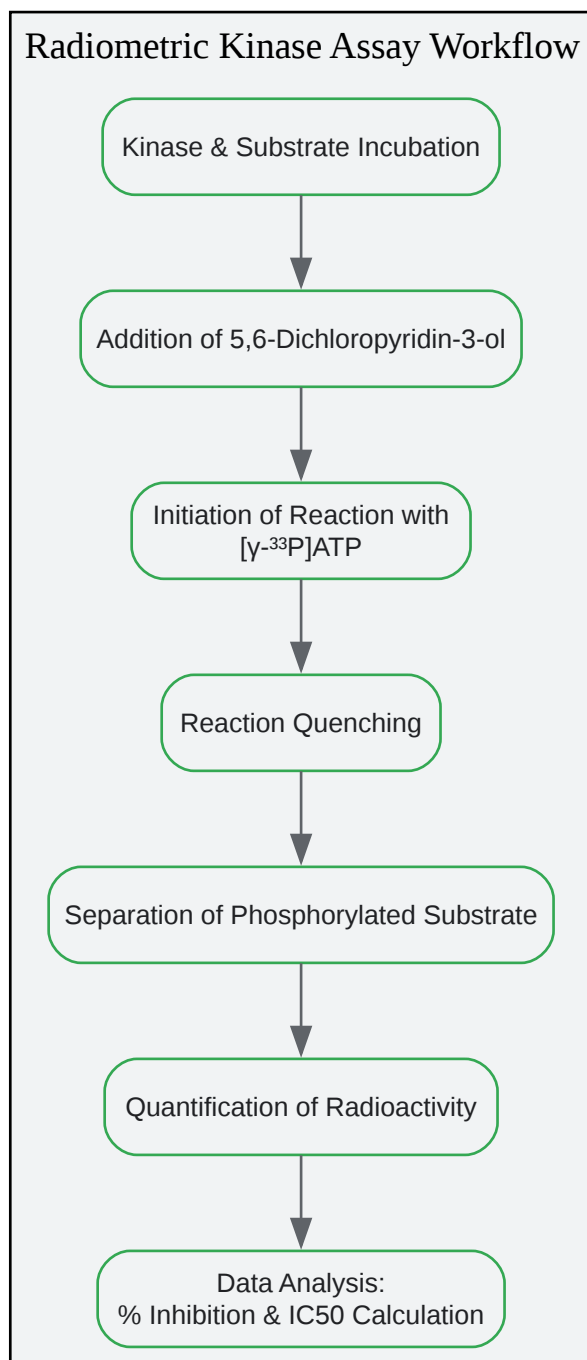 Radiometric Kinase Assay Workflow
Kinase & Substrate Incubation
Addition of 5,6-Dichloropyridin-3-ol
Initiation of Reaction with
[γ-³³P]ATP
Reaction Quenching
Separation of Phosphorylated Substrate
Quantification of Radioactivity
Data Analysis:
% Inhibition & IC50 Calculation